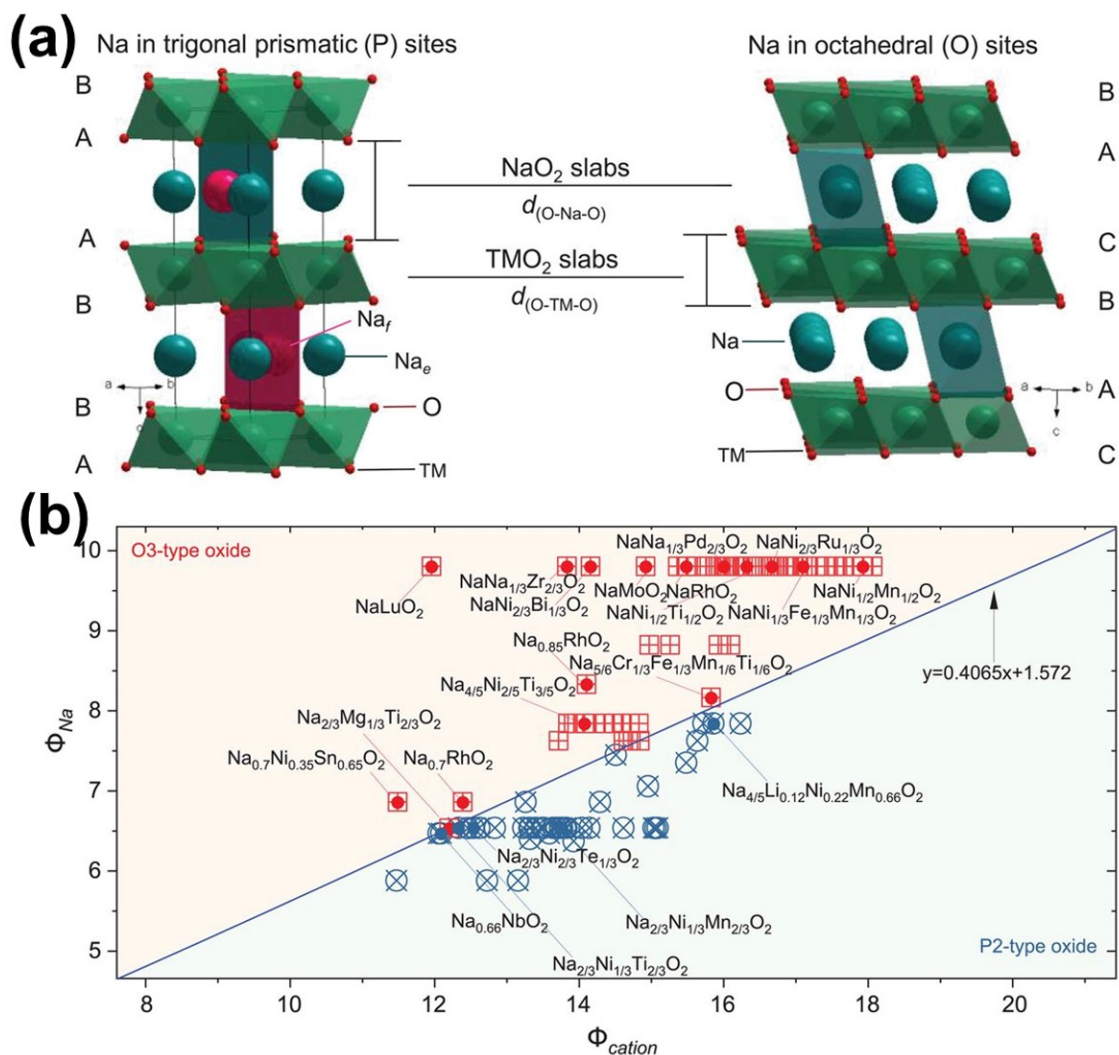 (a)
Na in trigonal prismatic (P) sites
Na in octahedral (O) sites
B
A
A
B
B
A
NaO₂ slabs
d(O-Na-O)
TMO₂ slabs
d(O-TM-O)
Na_f
Na_e
O
TM
a
b
c
Na
O
TM
B
A
C
B
A
C
a
b
c
(b)
O3-type oxide
NaLuO₂
NaNa₁/₃Zr₂/₃O₂
NaNi₂/₃Bi₁/₃O₂
NaNa₁/₃Pd₂/₃O₂
NaNi₂/₃Ru₁/₃O₂
NaMoO₂
NaRhO₂
NaNi₁/₂Mn₁/₂O₂
NaNi₁/₂Ti₁/₂O₂
NaNi₁/₃Fe₁/₃Mn₁/₃O₂
Na₀.₈₅RhO₂
Na₅/₆Cr₁/₃Fe₁/₃Mn₁/₆Ti₁/₆O₂
y=0.4065x+1.572
Na₄/₅Ni₂/₅Ti₃/₅O₂
Na₂/₃Mg₁/₃Ti₂/₃O₂
Na₀.₇Ni₀.₃₅Sn₀.₆₅O₂
Na₀.₇RhO₂
Na₄/₅Li₀.₁₂Ni₀.₂₂Mn₀.₆₆O₂
Na₂/₃Ni₂/₃Te₁/₃O₂
Na₀.₆₆NbO₂
Na₂/₃Ni₁/₃Mn₂/₃O₂
Na₂/₃Ni₁/₃Ti₂/₃O₂
P2-type oxide
10
9
8
7
6
5
Φ_Na
8
10
12
14
16
18
20
Φ_cation